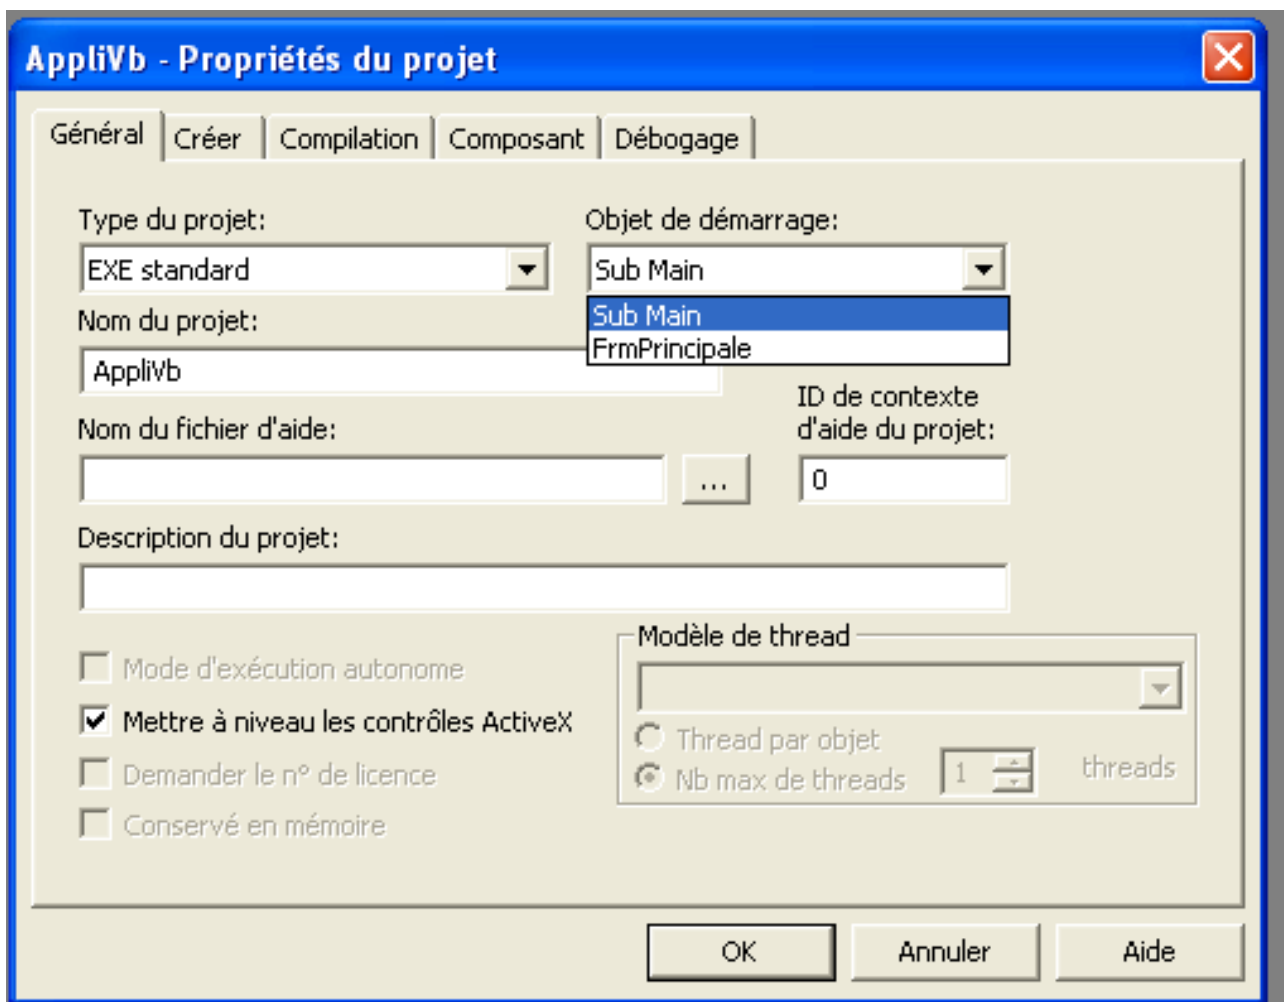 AppliVb - Propriétés du projet
Général Créer Compilation Composant Débogage
Type du projet: Objet de démarrage:
EXE standard Sub Main
Sub Main
Nom du projet:
FrmPrincipale
AppliVb
ID de contexte
Nom du fichier d'aide: d'aide du projet:
... 0
Description du projet:
Modèle de thread
Mode d'exécution autonome
Mettre à niveau les contrôles ActiveX
Thread par objet
Demander le n° de licence
Nb max de threads 1 threads
Conservé en mémoire
OK Annuler Aide